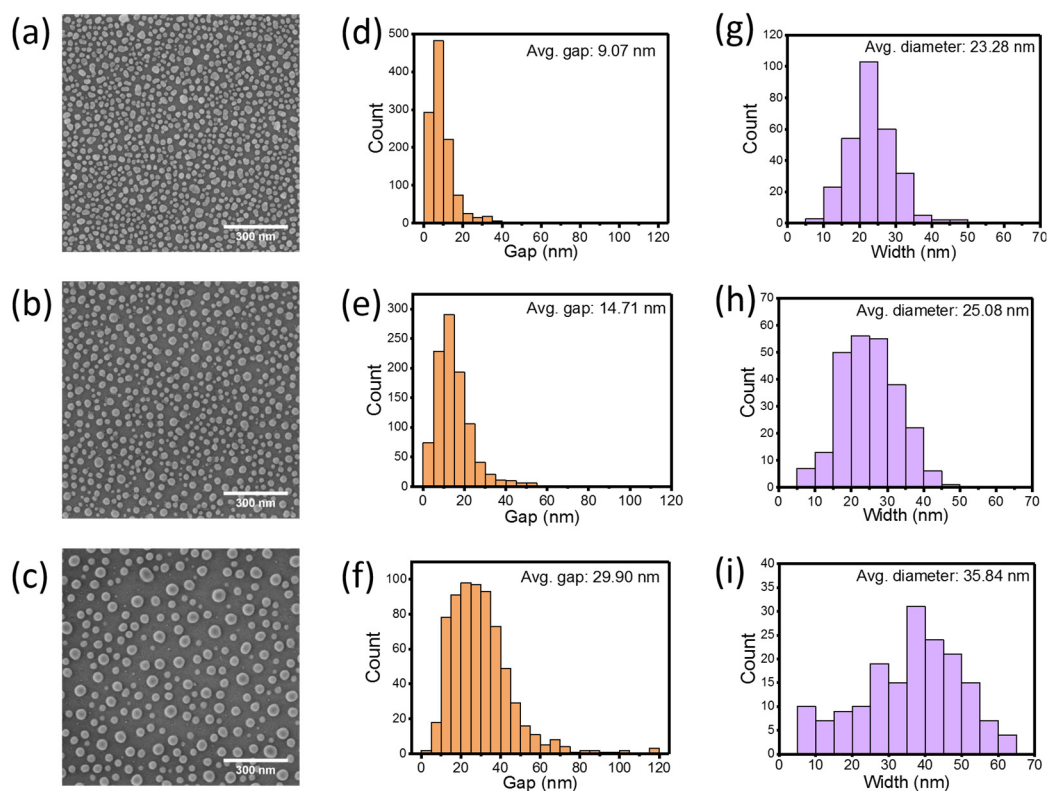 (a)
300 nm
(d)
500
400
300
200
100
0
Count
Avg. gap: 9.07 nm
0 20 40 60 80 100 120
Gap (nm)
(g)
120
100
80
60
40
20
0
Count
Avg. diameter: 23.28 nm
0 10 20 30 40 50 60 70
Width (nm)
(b)
300 nm
(e)
300
250
200
150
100
50
0
Count
Avg. gap: 14.71 nm
0 20 40 60 80 100 120
Gap (nm)
(h)
70
60
50
40
30
20
10
0
Count
Avg. diameter: 25.08 nm
0 10 20 30 40 50 60 70
Width (nm)
(c)
300 nm
(f)
100
80
60
40
20
0
Count
Avg. gap: 29.90 nm
0 20 40 60 80 100 120
Gap (nm)
(i)
40
35
30
25
20
15
10
5
0
Count
Avg. diameter: 35.84 nm
0 10 20 30 40 50 60 70
Width (nm)